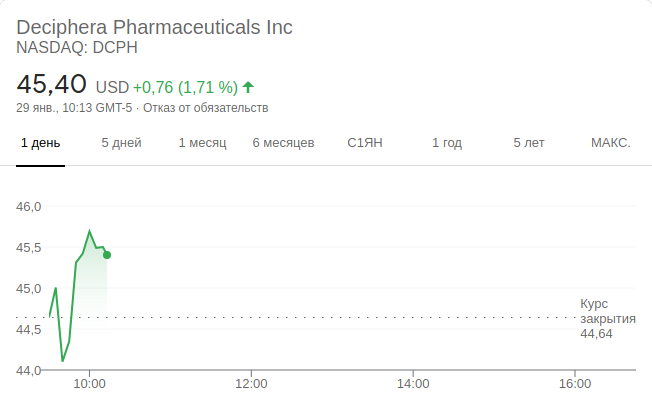 Deciphera Pharmaceuticals Inc
NASDAQ: DCPH
45,40 USD +0,76 (1,71 %)
29 янв., 10:13 GMT-5 · Отказ от обязательств
1 день 5 дней 1 месяц 6 месяцев С1ЯН 1 год 5 лет МАКС.
46,0
45,5
45,0
44,5
44,0
Курс
закрытия
44,64
10:00 12:00 14:00 16:00